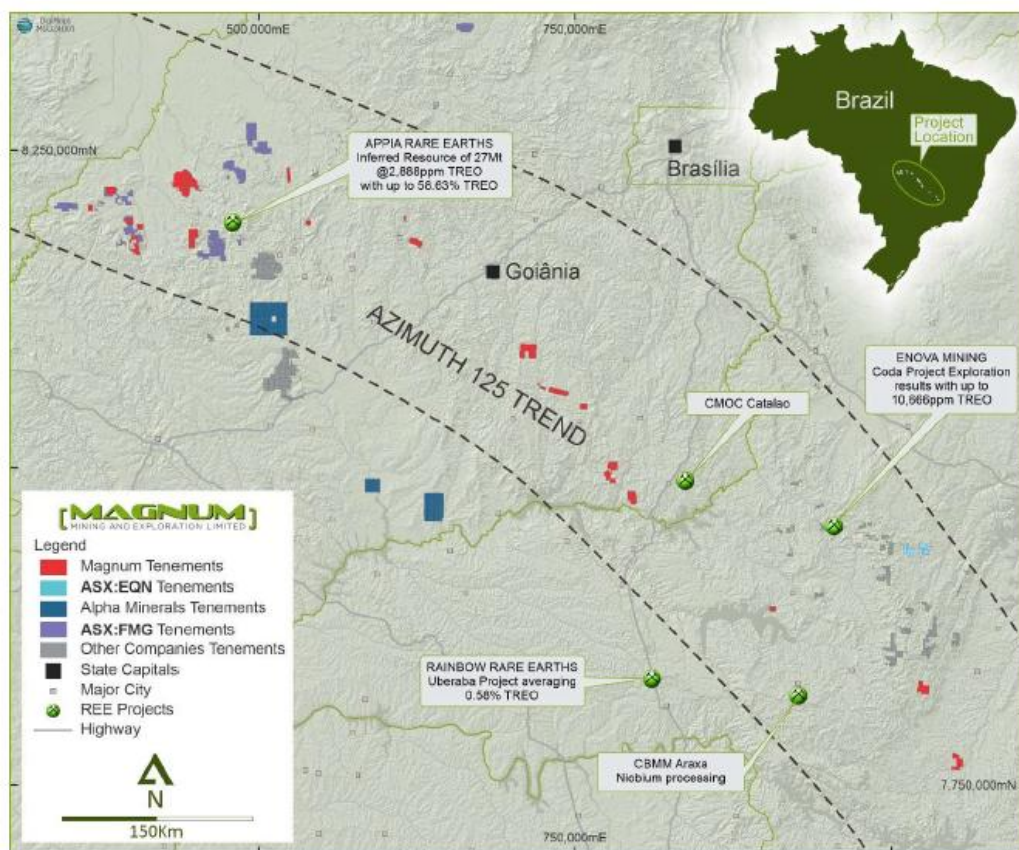 500,000mE
750,000mE
Brazil
Project
Location
8,250,000mN
APPIA RARE EARTHS
Inferred Resource of 27Mt
@2,888ppm TREO
with up to 58.63% TREO
Brasília
Goiânia
AZIMUTH 125 TREND
ENOVA MINING
Coda Project Exploration
results with up to
10,666ppm TREO
CMOC Catalao
[MAGNUM]
MINING AND EXPLORATION LIMITED
Legend
Magnum Tenements
ASX:EQN Tenements
Alpha Minerals Tenements
ASX:FMG Tenements
Other Companies Tenements
State Capitals
Major City
REE Projects
Highway
N
150Km
RAINBOW RARE EARTHS
Uberaba Project averaging
0.58% TREO
CBMM Araxa
Niobium processing
7,750,000mN
750,000mE